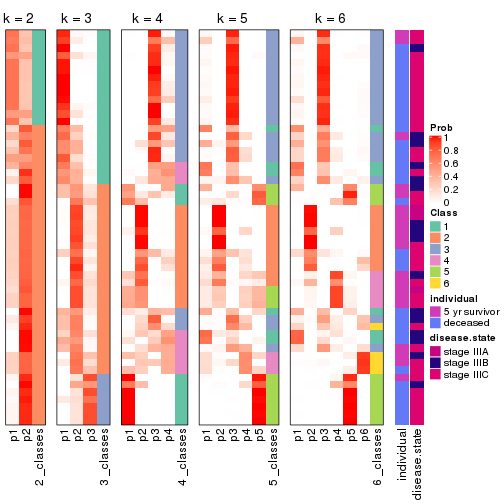 k = 2 k = 3 k = 4 k = 5 k = 6
Prob
1
0.8
0.6
0.4
0.2
0
Class
1
2
3
4
5
6
individual
5 yr survivor
deceased
disease.state
stage IIIA
stage IIIB
stage IIIC
p1 p2 2_classes p1 p2 p3 3_classes p1 p2 p3 p4 4_classes p1 p2 p3 p4 p5 5_classes p1 p2 p3 p4 p5 p6 6_classes individual disease.state